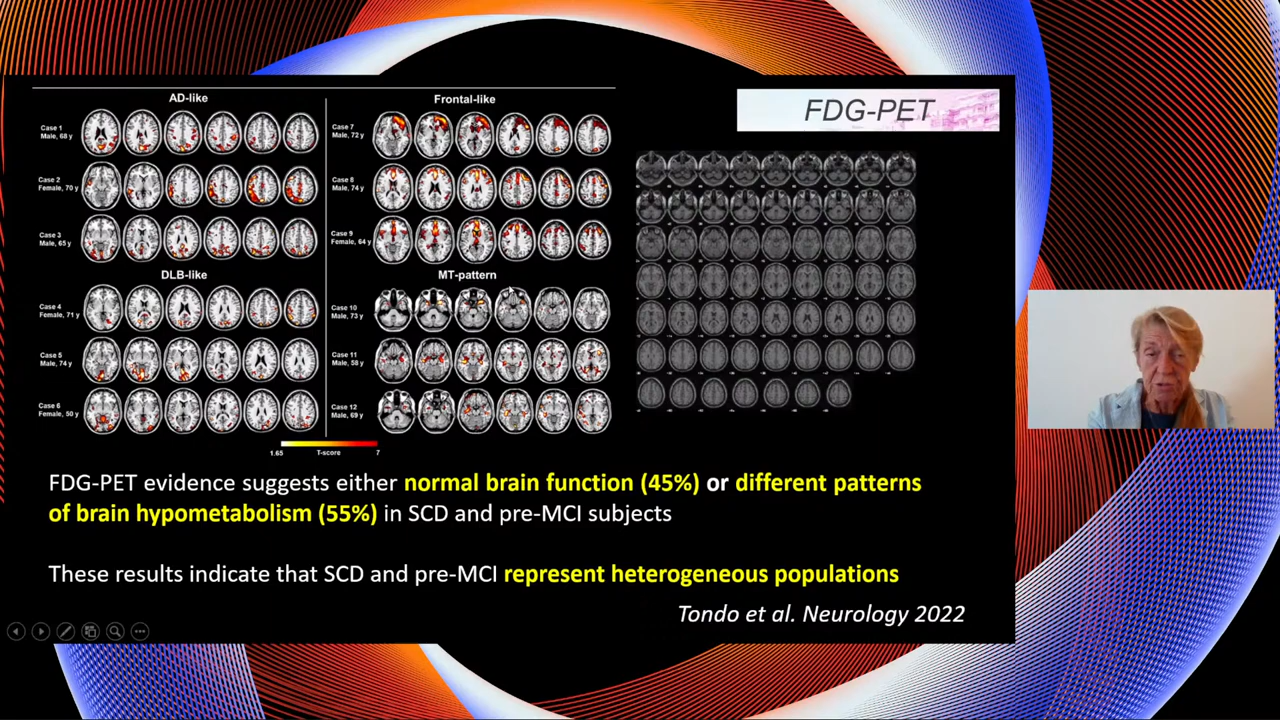 FDG-PET
AD-like
Case 1
Male, 68 y
Case 2
Female, 70 y
Case 3
Male, 65 y
DLB-like
Case 4
Female, 71 y
Case 5
Male, 74 y
Case 6
Female, 50 y
Frontal-like
Case 7
Male, 72 y
Case 8
Male, 74 y
Case 9
Female, 64 y
MT-pattern
Case 10
Male, 73 y
Case 11
Male, 58 y
Case 12
Male, 69 y
1.65 T-score 7
FDG-PET evidence suggests either normal brain function (45%) or different patterns
of brain hypometabolism (55%) in SCD and pre-MCI subjects
These results indicate that SCD and pre-MCI represent heterogeneous populations
Tondo et al. Neurology 2022